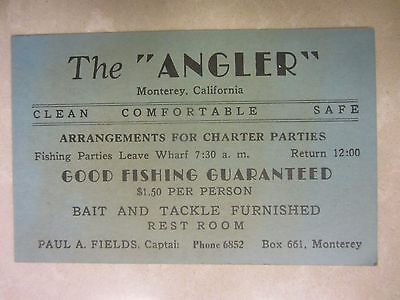 The "ANGLER"
Monterey, California
CLEAN COMFORTABLE SAFE
ARRANGEMENTS FOR CHARTER PARTIES
Fishing Parties Leave Wharf 7:30 a. m. Return 12:00
GOOD FISHING GUARANTEED
$1.50 PER PERSON
BAIT AND TACKLE FURNISHED
REST ROOM
PAUL A. FIELDS, Captai: Phone 6852 Box 661, Monterey